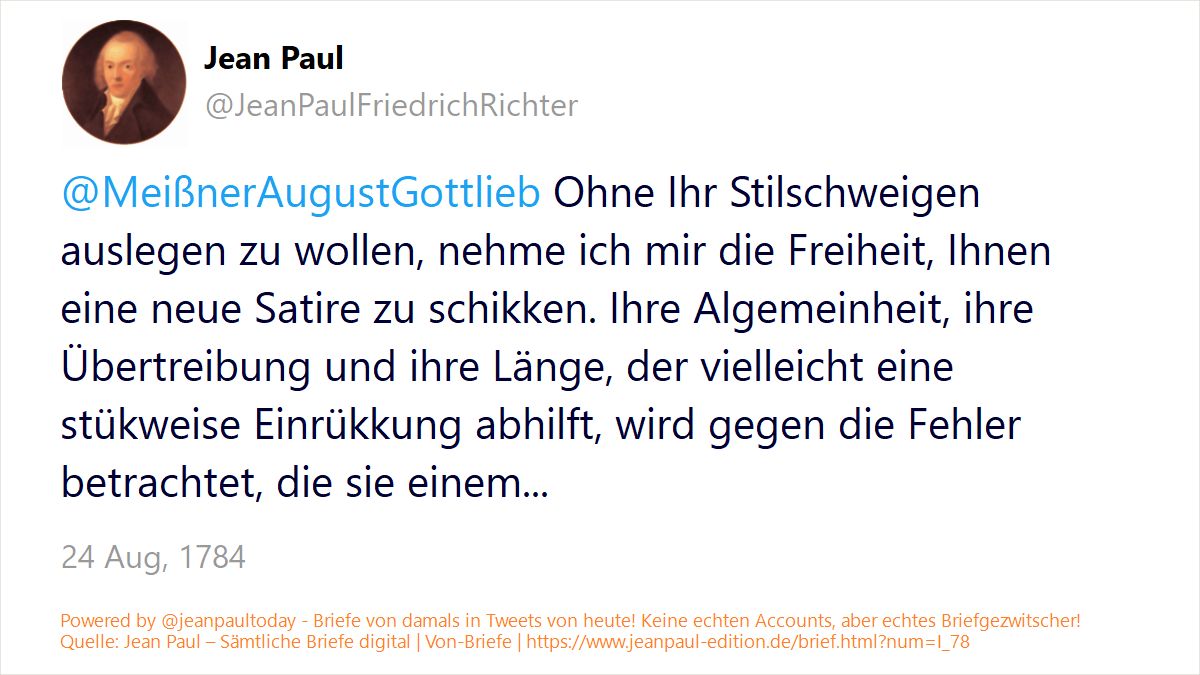 Jean Paul
@JeanPaulFriedrichRichter
@MeißnerAugustGottlieb Ohne Ihr Stilschweigen
auslegen zu wollen, nehme ich mir die Freiheit, Ihnen
eine neue Satire zu schikken. Ihre Algemeinheit, ihre
Übertreibung und ihre Länge, der vielleicht eine
stükweise Einrükkung abhilft, wird gegen die Fehler
betrachtet, die sie einem...
24 Aug, 1784
Powered by @jeanpaultoday - Briefe von damals in Tweets von heute! Keine echten Accounts, aber echtes Briefgezwitscher!
Quelle: Jean Paul – Sämtliche Briefe digital | Von-Briefe | https://www.jeanpaul-edition.de/brief.html?num=I_78